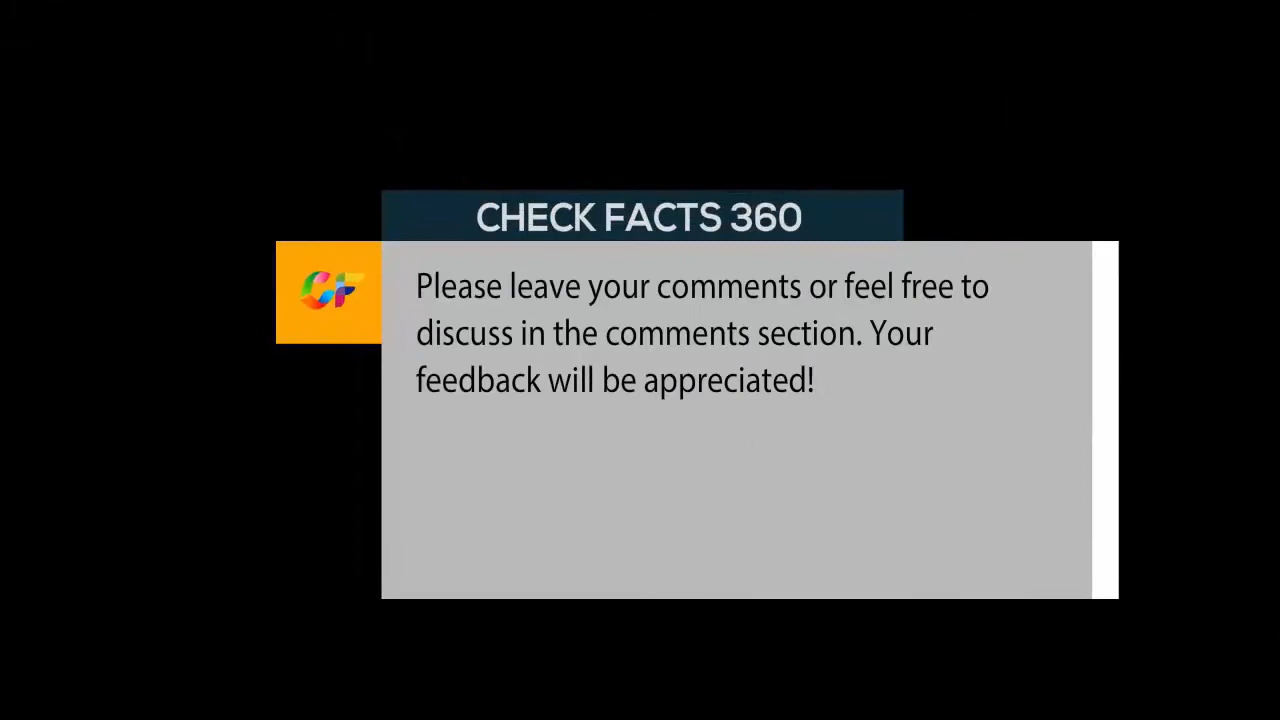 CHECK FACTS 360
CF
Please leave your comments or feel free to
discuss in the comments section. Your
feedback will be appreciated!